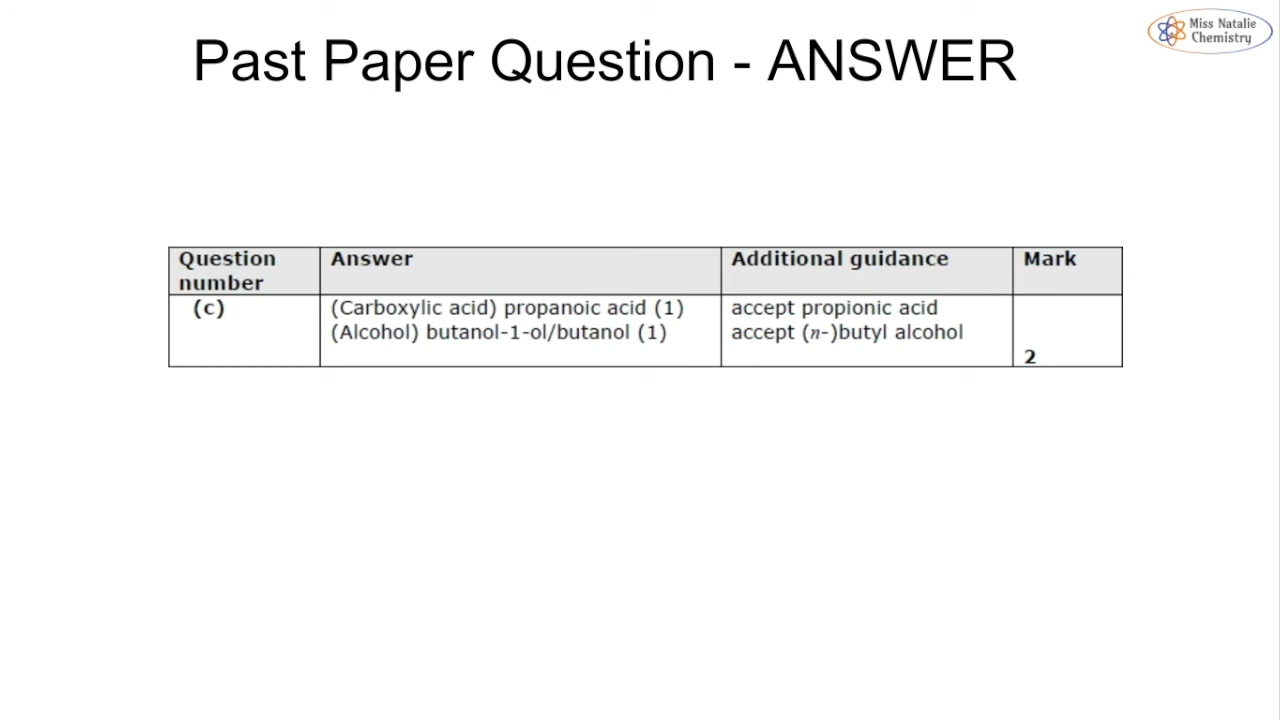 Miss Natalie
Chemistry
Past Paper Question - ANSWER
Question number
Answer
Additional guidance
Mark
(c)
(Carboxylic acid) propanoic acid (1)
(Alcohol) butanol-1-ol/butanol (1)
accept propionic acid
accept (n-)butyl alcohol
2